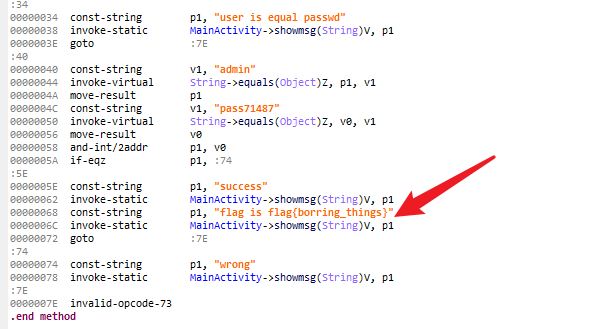 :34
00000034 const-string p1, "user is equal passwd"
00000038 invoke-static MainActivity->showmsg(String)V, p1
0000003E goto :7E
:40
00000040 const-string v1, "admin"
00000044 invoke-virtual String->equals(Object)Z, p1, v1
0000004A move-result p1
0000004C const-string v1, "pass71487"
00000050 invoke-virtual String->equals(Object)Z, v0, v1
00000056 move-result v0
00000058 and-int/2addr p1, v0
0000005A if-eqz p1, :74
:5E
0000005E const-string p1, "success"
00000062 invoke-static MainActivity->showmsg(String)V, p1
00000068 const-string p1, "flag is flag{borring_things}"
0000006C invoke-static MainActivity->showmsg(String)V, p1
00000072 goto :7E
:74
00000074 const-string p1, "wrong"
00000078 invoke-static MainActivity->showmsg(String)V, p1
:7E
0000007E invalid-opcode-73
.end method